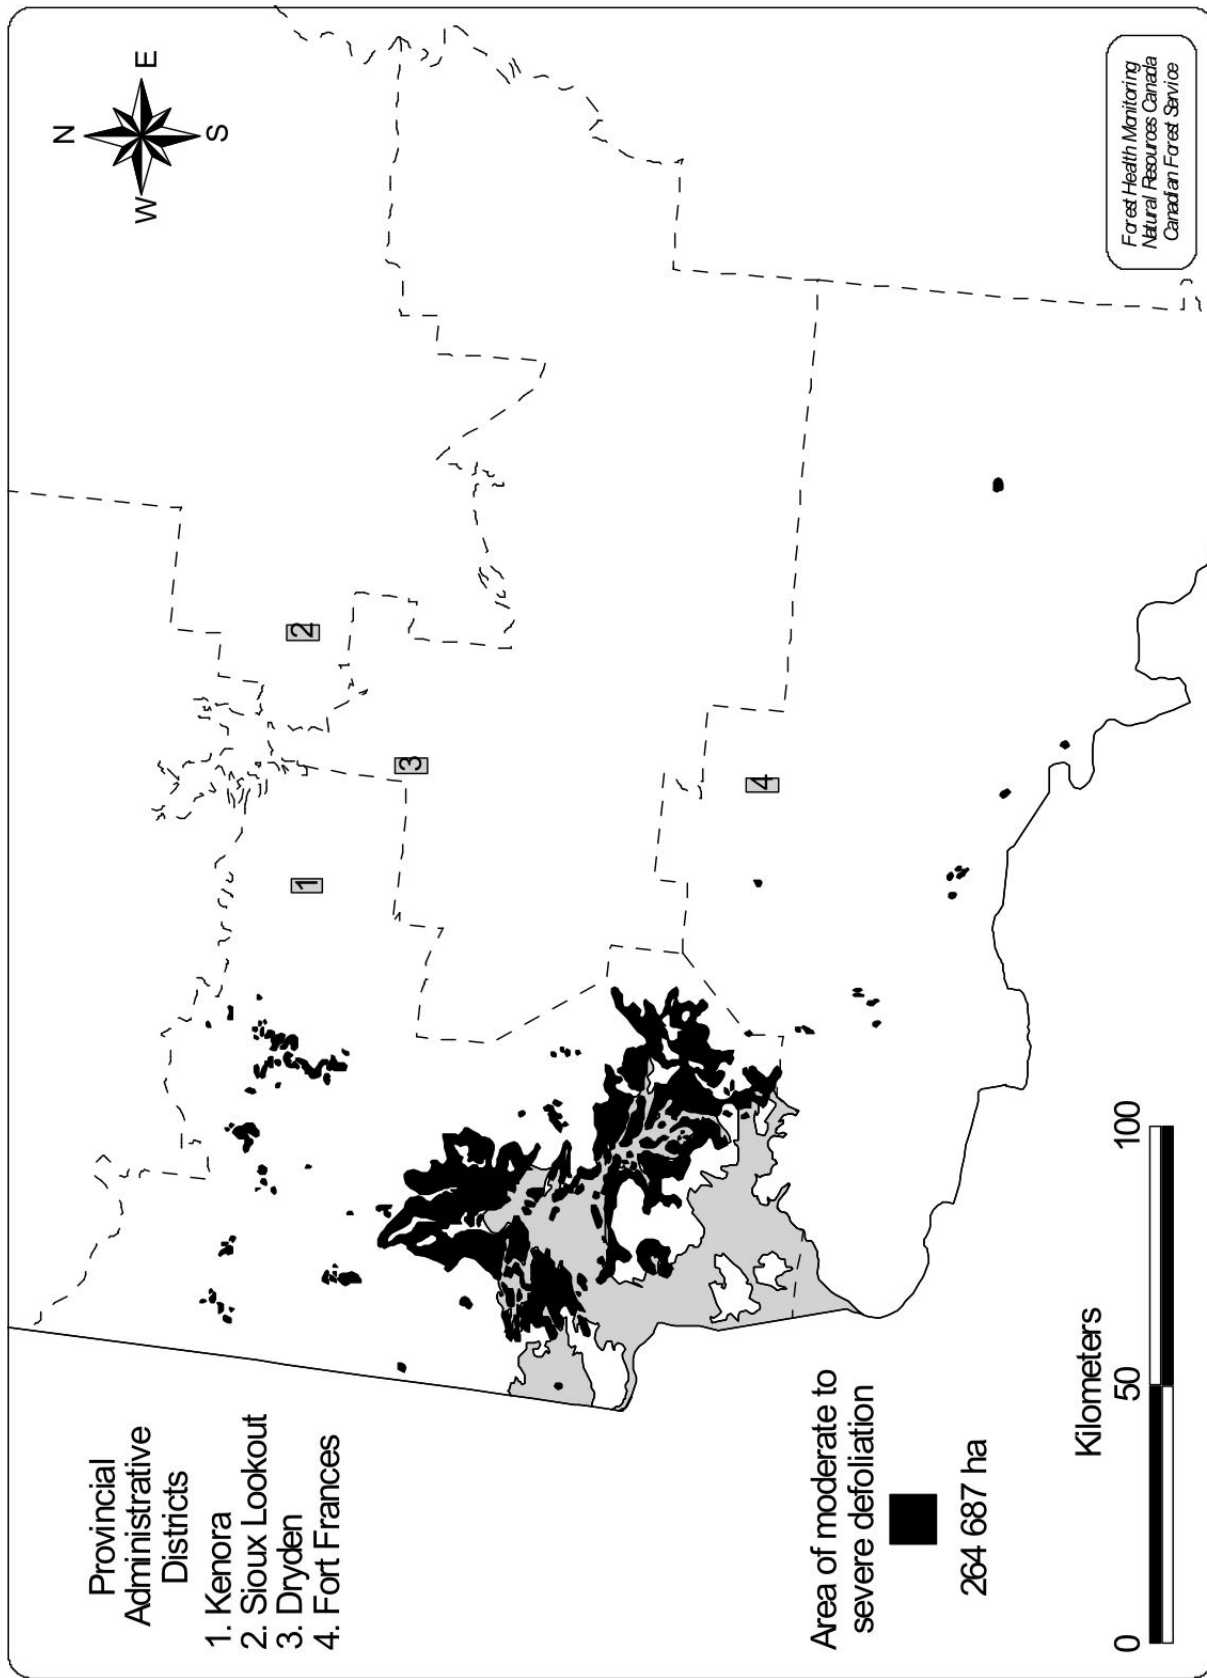 N
W
E
S
Provincial
Administrative
Districts
1. Kenora
2. Sioux Lookout
3. Dryden
4. Fort Frances
1
2
3
4
Area of moderate to
severe defoliation
264 687 ha
Kilometers
0
50
100
Forest Health Monitoring
Natural Resources Canada
Canadian Forest Service